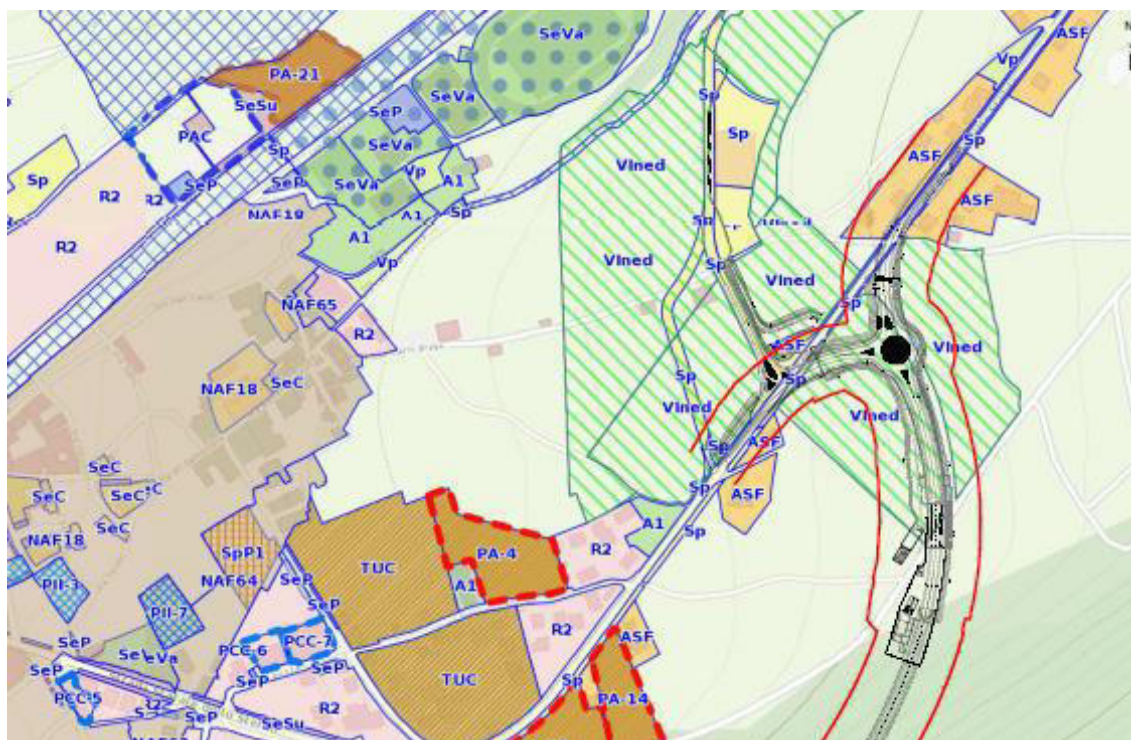 ASF
SeVa
Vp
PA-21
SeVa
SeSu
SeP
Sp
PAC
ASF
Sp
Sp
SeVa
Sp
Sp
Vp
SeP
SeP
A1
SeVa
R2
R2
ASF
NAF18
A1
Sp
Sp
A1
R2
Vined
Vp
Sp
Vined
Sp
NAF65
R2
ASF
Vined
Sp
Sp
NAF18
SeC
Vined
Vined
Sp
ASF
SeC
Sp
SeC
SeC
ASF
SeC
A1
Sp
NAF18
SpP1
PA-4
R2
TUC
PII-3
NAF64
SeP
A1
PII-7
SeP
R2
ASF
SeP
PCC-7
PCC-6
eVa
SeP
SeP
SeP
TUC
Sp
PCC-5
PA-14
R2
R2
SeP
SeSu